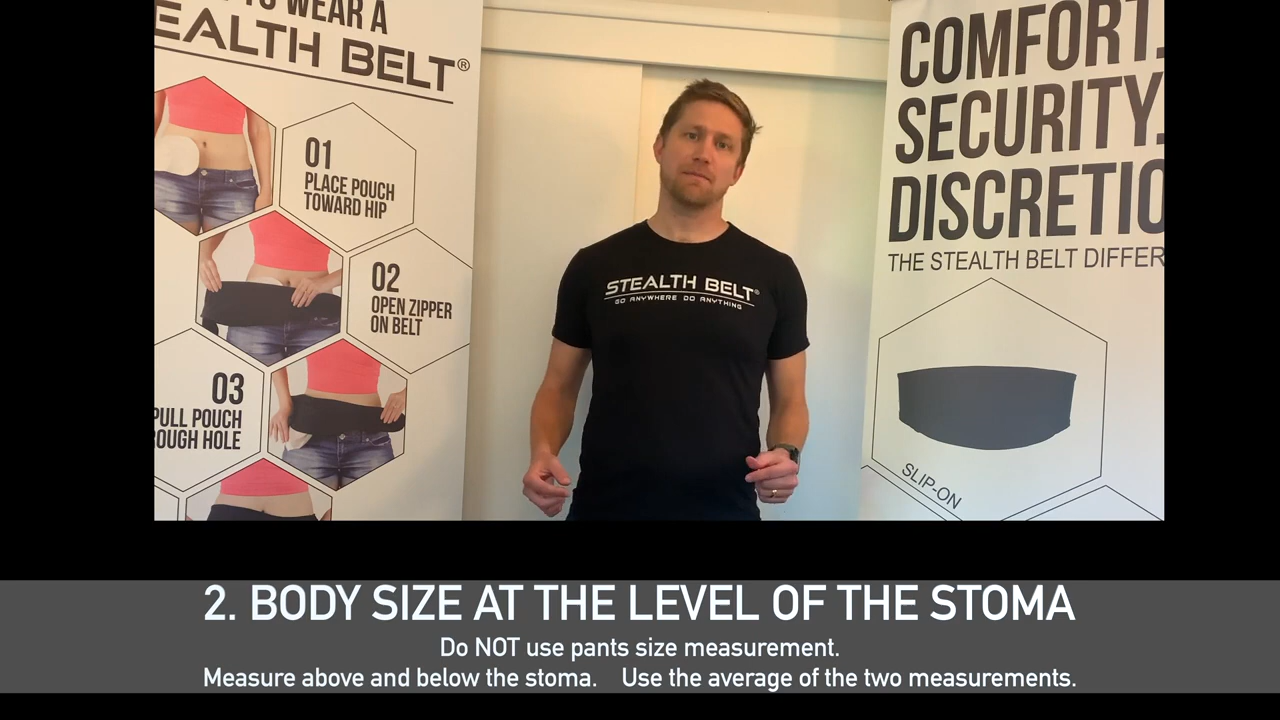 TO WEAR A
EALTH BELT®
01
PLACE POUCH
TOWARD HIP
02
OPEN ZIPPER
ON BELT
03
PULL POUCH
ROUGH HOLE
STEALTH BELT®
GO ANYWHERE DO ANYTHING
COMFORT.
SECURITY.
DISCRETIO
THE STEALTH BELT DIFFER
SLIP-ON
2. BODY SIZE AT THE LEVEL OF THE STOMA
Do NOT use pants size measurement.
Measure above and below the stoma. Use the average of the two measurements.